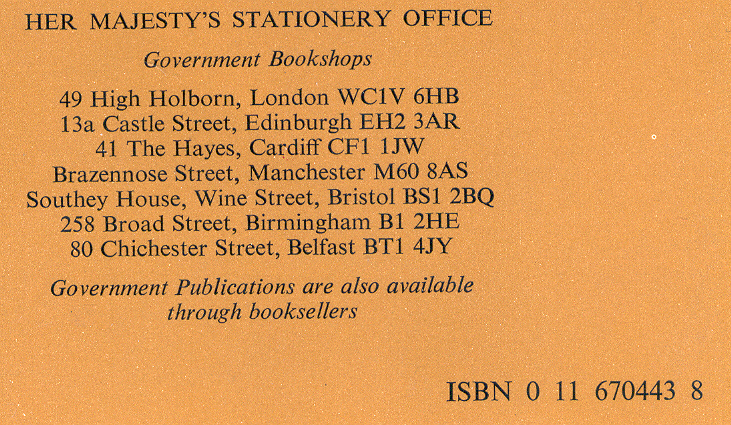 HER MAJESTY'S STATIONERY OFFICE
Government Bookshops
49 High Holborn, London WC1V 6HB
13a Castle Street, Edinburgh EH2 3AR
41 The Hayes, Cardiff CF1 1JW
Brazennose Street, Manchester M60 8AS
Southey House, Wine Street, Bristol BS1 2BQ
258 Broad Street, Birmingham B1 2HE
80 Chichester Street, Belfast BT1 4JY
Government Publications are also available
through booksellers
ISBN 0 11 670443 8